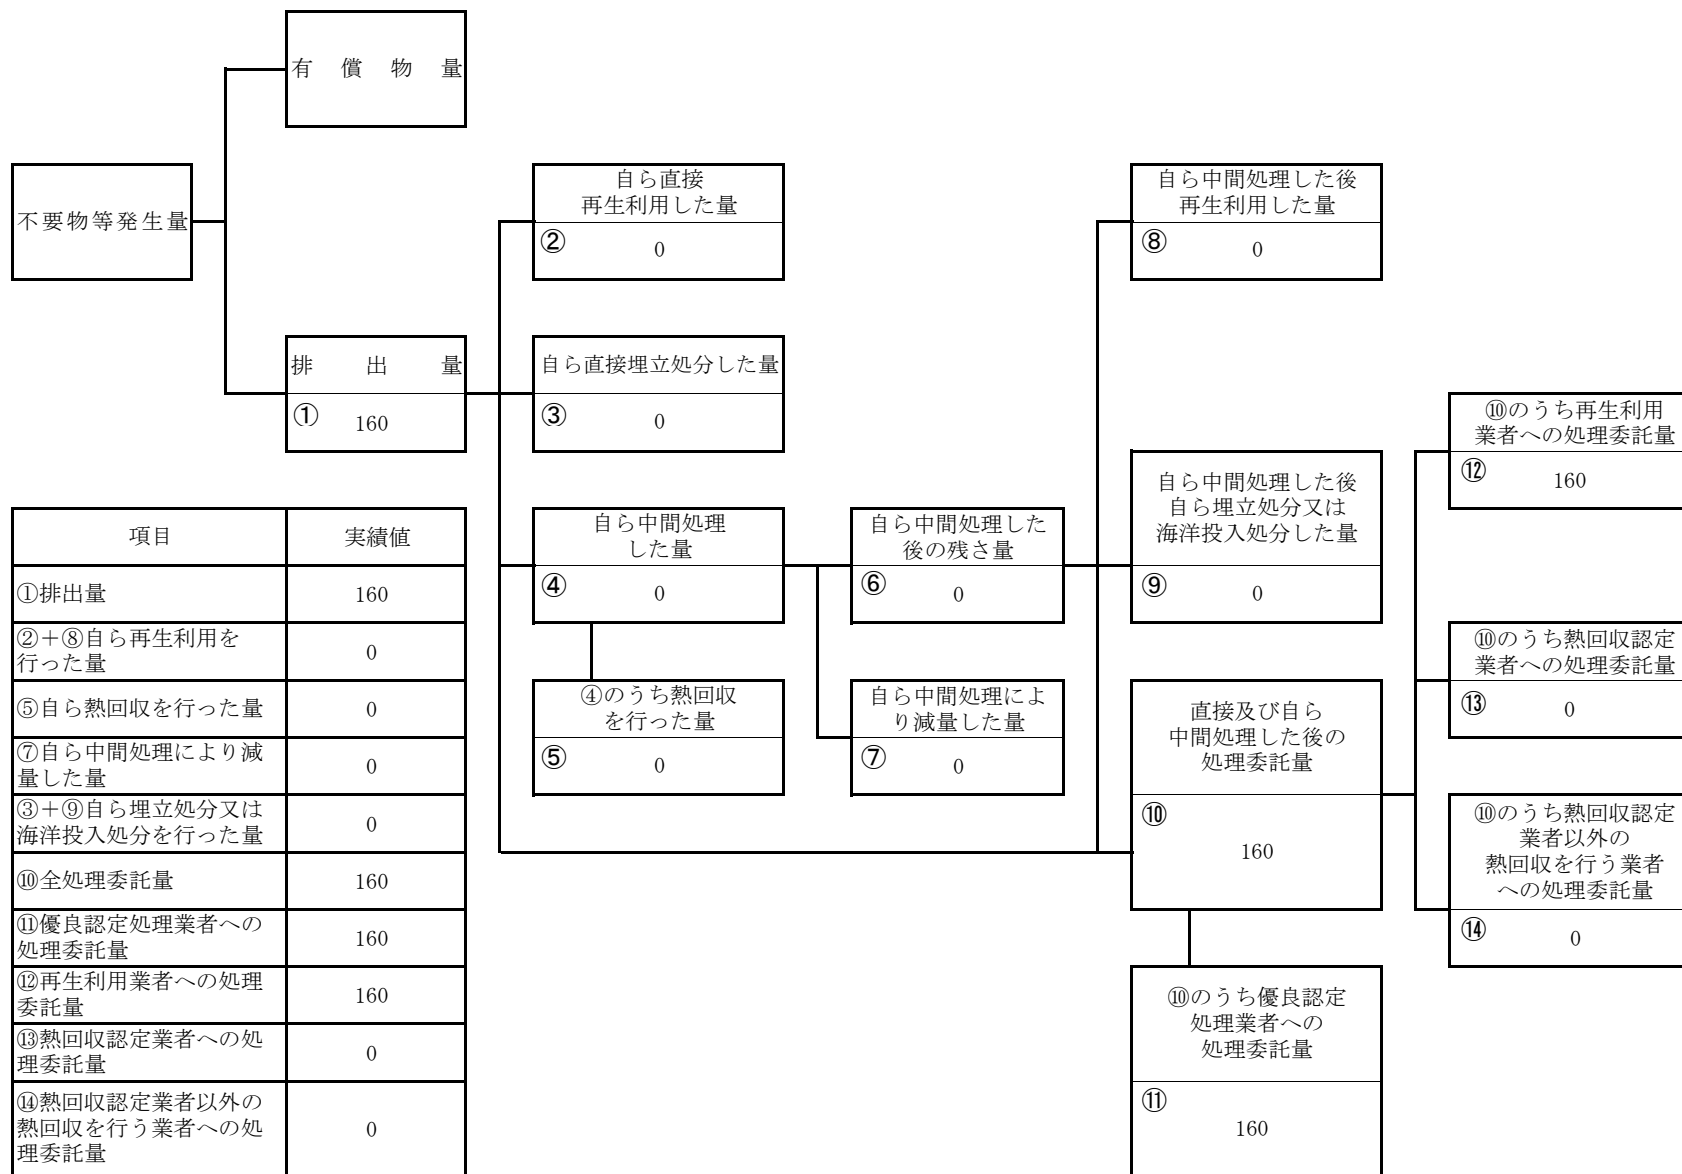 有償物量
不要物等発生量
自ら直接
再生利用した量
②
0
自ら中間処理した後
再生利用した量
⑧
0
排出量
①
160
自ら直接埋立処分した量
③
0
⑩のうち再生利用
業者への処理委託量
⑫
160
自ら中間処理
した量
④
0
自ら中間処理した
後の残さ量
⑥
0
自ら中間処理した後
自ら埋立処分又は
海洋投入処分した量
⑨
0
④のうち熱回収
を行った量
⑤
0
自ら中間処理によ
り減量した量
⑦
0
直接及び自ら
中間処理した後の
処理委託量
⑩
160
⑩のうち熱回収認定
業者への処理委託量
⑬
0
⑩のうち熱回収認定
業者以外の
熱回収を行う業者
への処理委託量
⑭
0
⑩のうち優良認定
処理業者への
処理委託量
⑪
160
項目 実績値
①排出量 160
②＋⑧自ら再生利用を
行った量 0
⑤自ら熱回収を行った量 0
⑦自ら中間処理により減
量した量 0
③＋⑨自ら埋立処分又は
海洋投入処分を行った量 0
⑩全処理委託量 160
⑪優良認定処理業者への
処理委託量 160
⑫再生利用業者への処理
委託量 160
⑬熱回収認定業者への処
理委託量 0
⑭熱回収認定業者以外の
熱回収を行う業者への処
理委託量 0